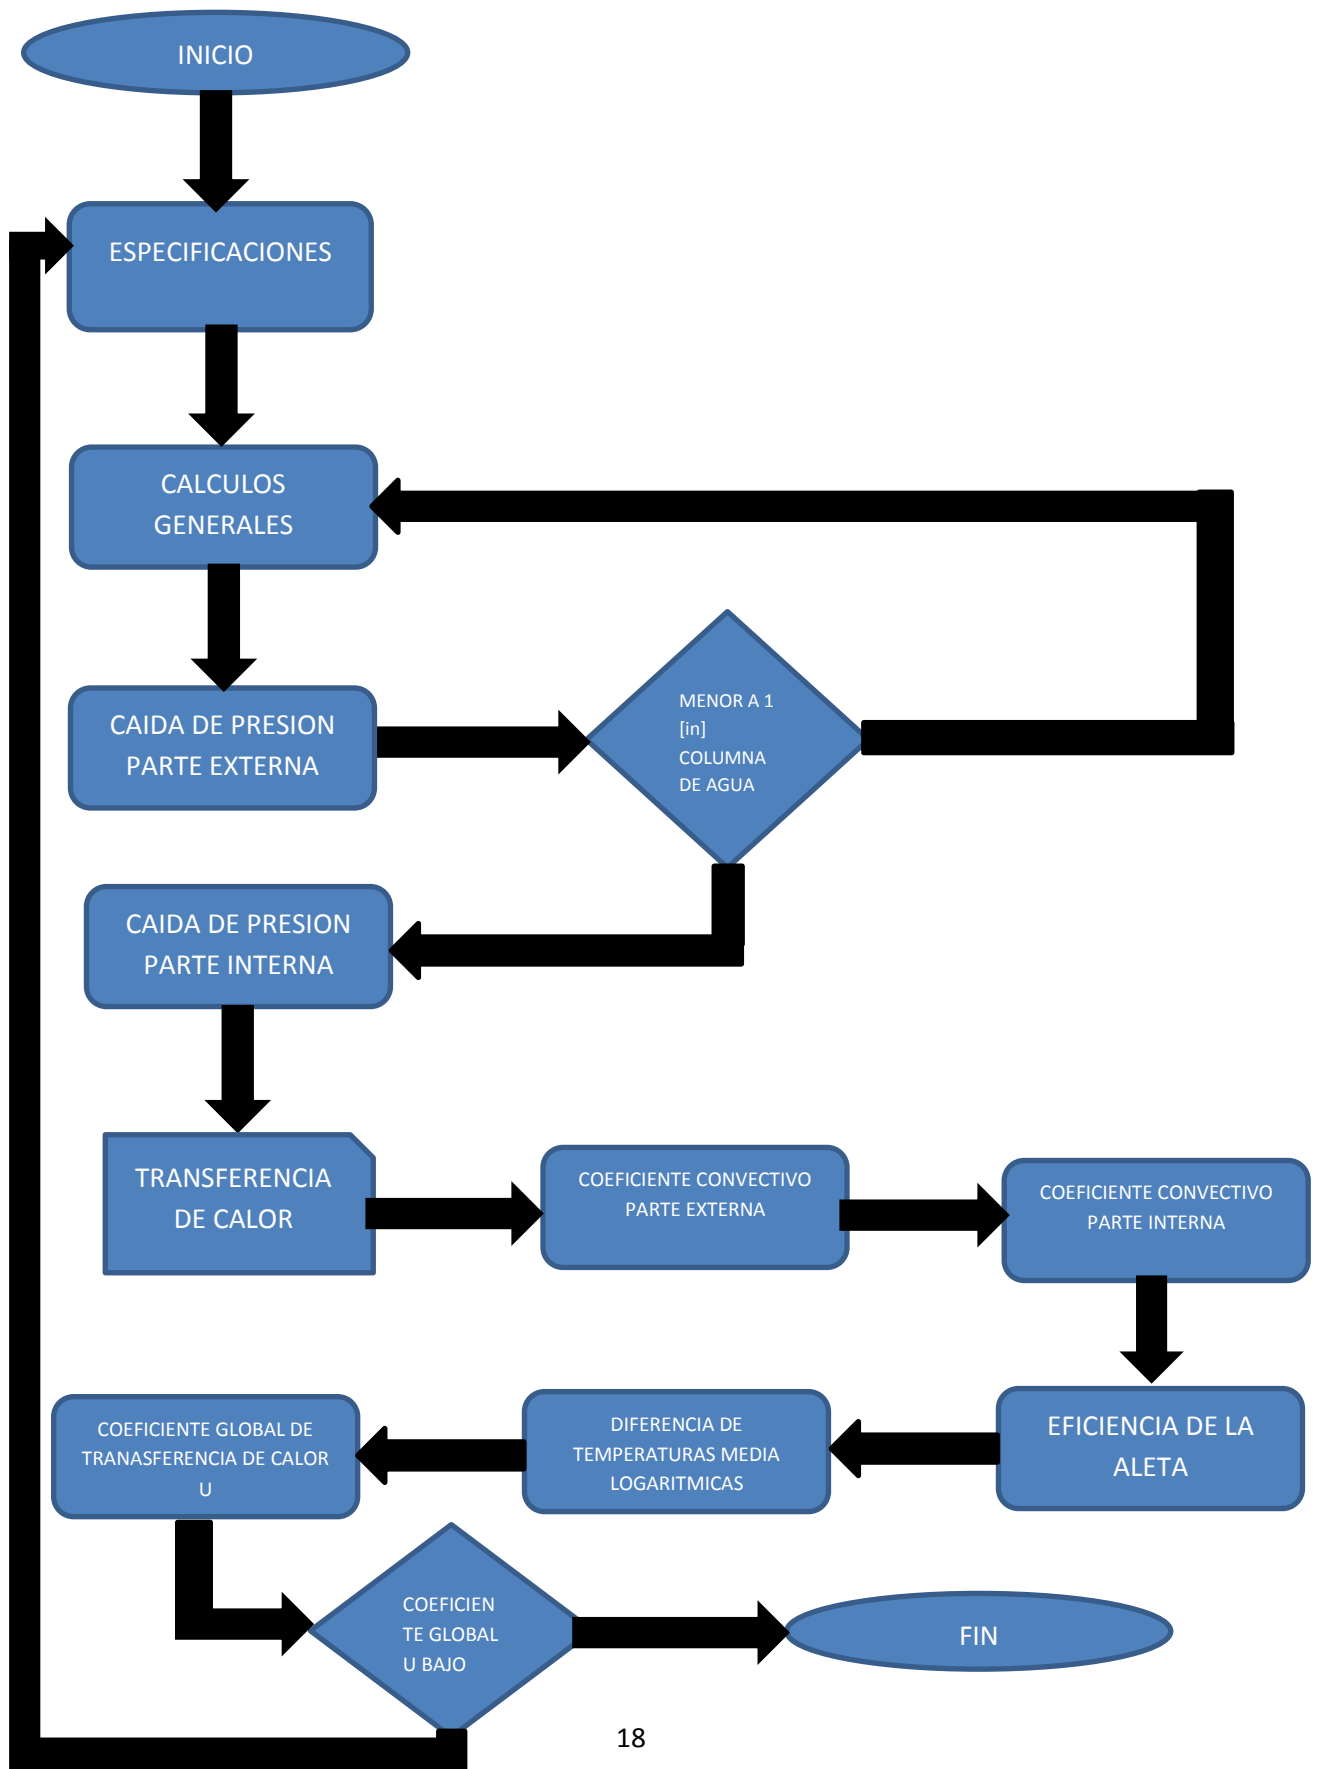 INICIO
ESPECIFICACIONES
CALCULOS
GENERALES
CAIDA DE PRESION
PARTE EXTERNA
MENOR A 1
[in]
COLUMNA
DE AGUA
CAIDA DE PRESION
PARTE INTERNA
TRANSFERENCIA
DE CALOR
COEFICIENTE CONVECTIVO
PARTE EXTERNA
COEFICIENTE CONVECTIVO
PARTE INTERNA
EFICIENCIA DE LA
ALETA
DIFERENCIA DE
TEMPERATURAS MEDIA
LOGARITMICAS
COEFICIENTE GLOBAL DE
TRANASFERENCIA DE CALOR
U
COEFICIEN
TE GLOBAL
U BAJO
FIN
18